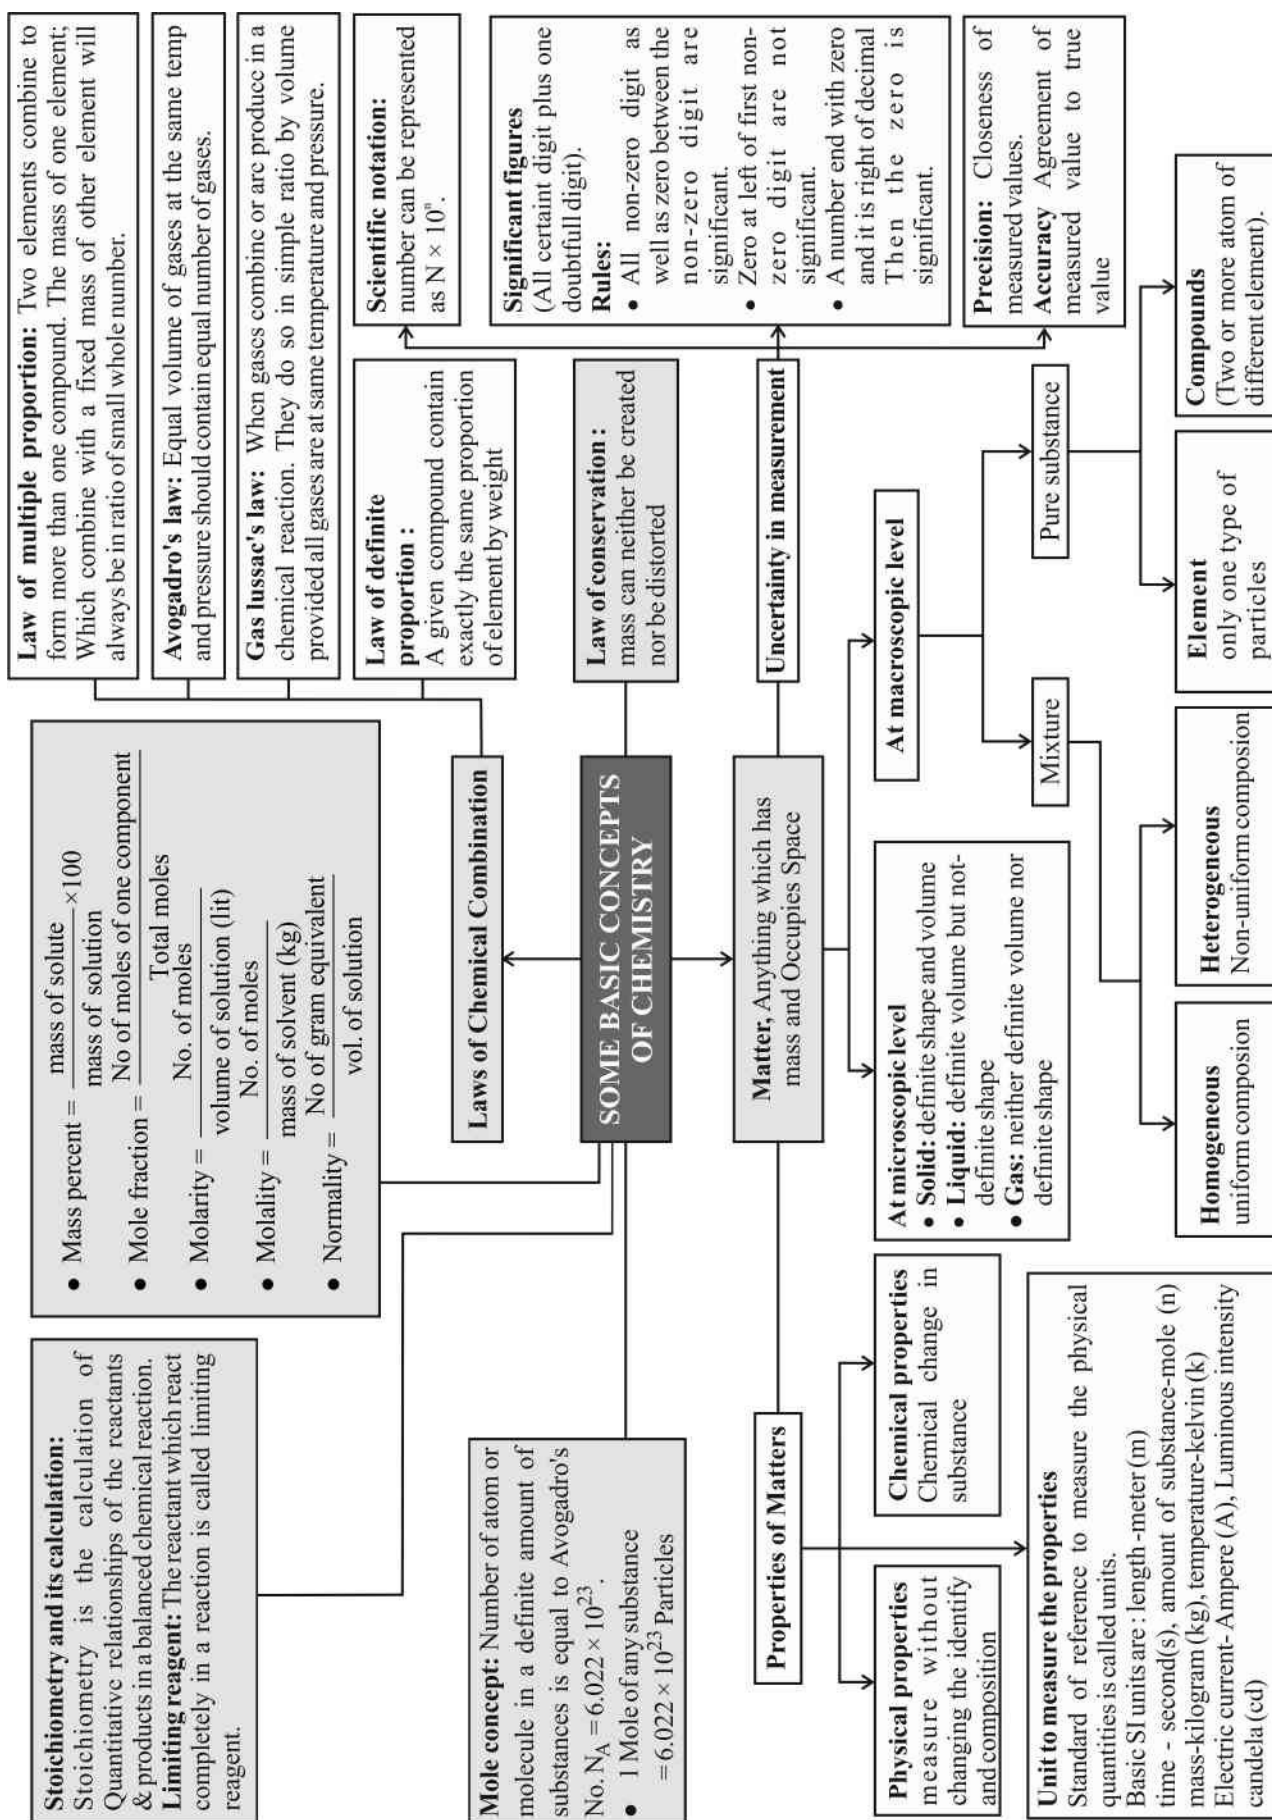 Stoichiometry and its calculation:
Stoichiometry is the calculation of
Quantitative relationships of the reactants
& products in a balanced chemical reaction.
Limiting reagent: The reactant which react
completely in a reaction is called limiting
reagent.
● Mass percent = mass of solute / mass of solution ×100
● Mole fraction = No of moles of one component / Total moles
● Molarity = No. of moles / volume of solution (lit)
● Molality = No. of moles / mass of solvent (kg)
● Normality = No of gram equivalent / vol. of solution
Law of multiple proportion: Two elements combine to
form more than one compound. The mass of one element;
Which combine with a fixed mass of other element will
always be in ratio of small whole number.
Avogadro's law: Equal volume of gases at the same temp
and pressure should contain equal number of gases.
Gas lussac's law: When gases combine or are produce in a
chemical reaction. They do so in simple ratio by volume
provided all gases are at same temperature and pressure.
Law of definite
proportion :
A given compound contain
exactly the same proportion
of element by weight
Scientific notation:
number can be represented
as N × 10ⁿ.
Laws of Chemical Combination
Mole concept: Number of atom or
molecule in a definite amount of
substances is equal to Avogadro's
No. N_A = 6.022 × 10²³ .
● 1 Mole of any substance
= 6.022 × 10²³ Particles
SOME BASIC CONCEPTS
OF CHEMISTRY
Law of conservation :
mass can neither be created
nor be distorted
Significant figures
(All certaint digit plus one
doubtfull digit).
Rules:
● All non-zero digit as
well as zero between the
non-zero digit are
significant.
● Zero at left of first non-
zero digit are not
significant.
● A number end with zero
and it is right of decimal
Then the zero is
significant.
Properties of Matters
Matter, Anything which has
mass and Occupies Space
Uncertainty in measurement
Precision: Closeness of
measured values.
Accuracy Agreement of
measured value to true
value
Physical properties
measure without
changing the identify
and composition
Chemical properties
Chemical change in
substance
At microscopic level
● Solid: definite shape and volume
● Liquid: definite volume but not-
definite shape
● Gas: neither definite volume nor
definite shape
At macroscopic level
Mixture
Pure substance
Unit to measure the properties
Standard of reference to measure the physical
quantities is called units.
Basic SI units are : length -meter (m)
time - second(s), amount of substance-mole (n)
mass-kilogram (kg), temperature-kelvin (k)
Electric current- Ampere (A), Luminous intensity
candela (cd)
Homogeneous
uniform composion
Heterogeneous
Non-uniform composion
Element
only one type of
particles
Compounds
(Two or more atom of
different element).